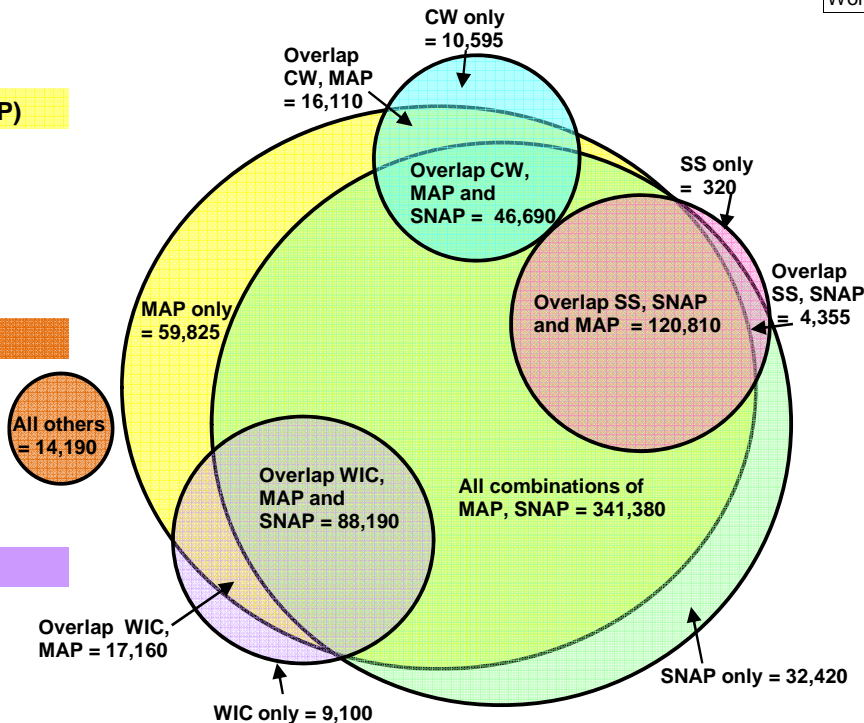 CW only
= 10,595
Overlap
CW, MAP
= 16,110
P)
Overlap CW,
MAP and
SNAP = 46,690
SS only
= 320
Overlap
SS, SNAP
= 4,355
MAP only
= 59,825
Overlap SS, SNAP
and MAP = 120,810
All others
= 14,190
Overlap WIC,
MAP and
SNAP = 88,190
All combinations of
MAP, SNAP = 341,380
Overlap WIC,
MAP = 17,160
SNAP only = 32,420
WIC only = 9,100